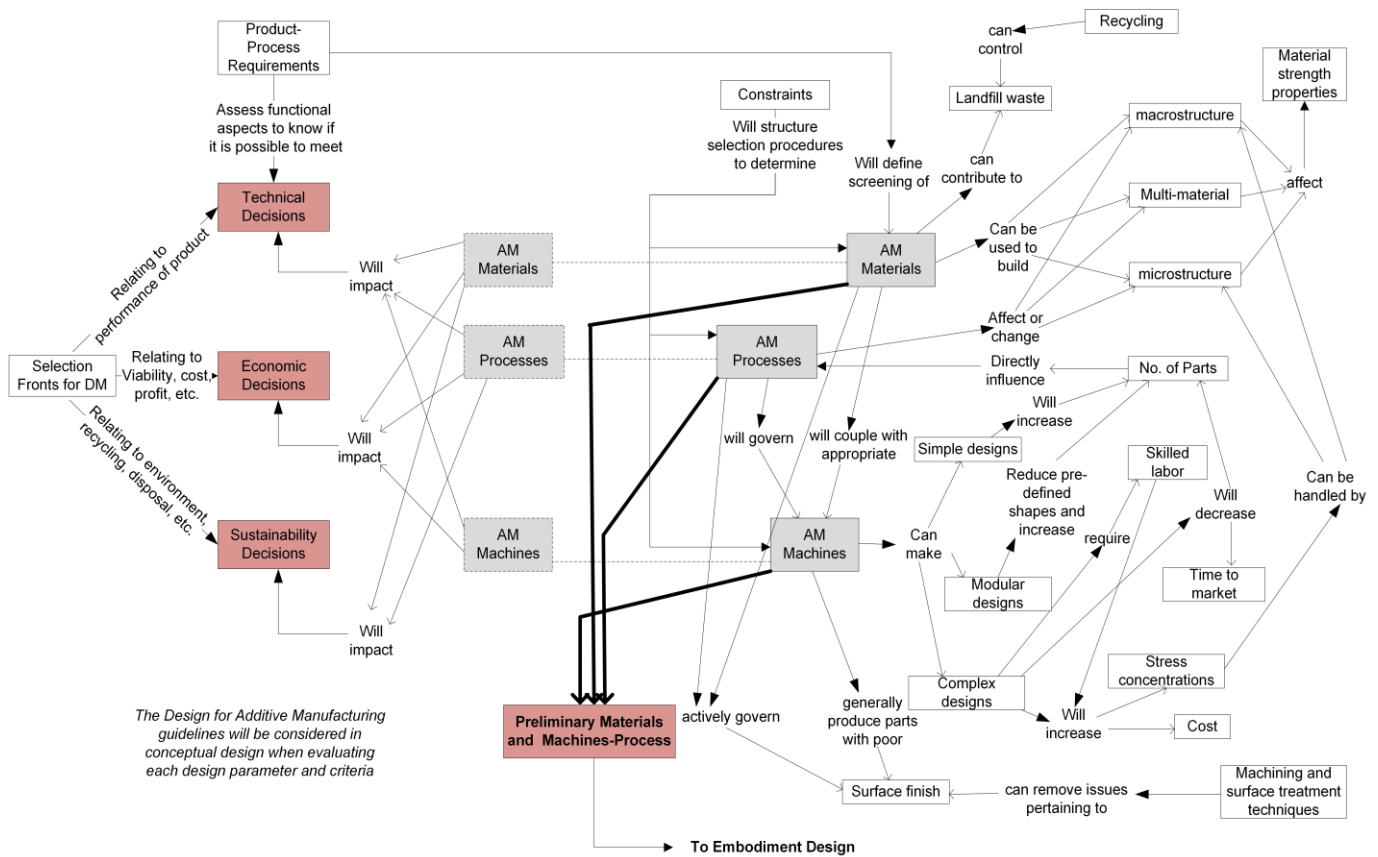 Product-
Process
Requirements
Recycling
can
control
Material
strength
properties
Constraints
Landfill waste
Assess functional
aspects to know if
it is possible to meet
Will structure
selection procedures
to determine
macrostructure
Will define
screening of
can
contribute to
affect
Technical
Decisions
Multi-material
Relating to
performance of product
Can be
used to
build
AM
Materials
AM
Materials
Will
impact
microstructure
Affect or
change
AM
Processes
AM
Processes
Selection
Fronts for DM
Relating to
Viability, cost,
profit, etc.
Economic
Decisions
Directly
influence
No. of Parts
Will
increase
Will
impact
will govern
will couple with
appropriate
Simple designs
Skilled
labor
Relating to environment,
recycling, disposal, etc.
Reduce pre-
defined
shapes and
increase
Can be
handled by
Will
decrease
Sustainability
Decisions
AM
Machines
AM
Machines
Can
make
require
Modular
designs
Time to
market
Will
impact
Stress
concentrations
Complex
designs
generally
produce parts
with poor
Will
increase
Cost
The Design for Additive Manufacturing
guidelines will be considered in
conceptual design when evaluating
each design parameter and criteria
Preliminary Materials
and Machines-Process
actively govern
Surface finish
can remove issues
pertaining to
Machining and
surface treatment
techniques
To Embodiment Design